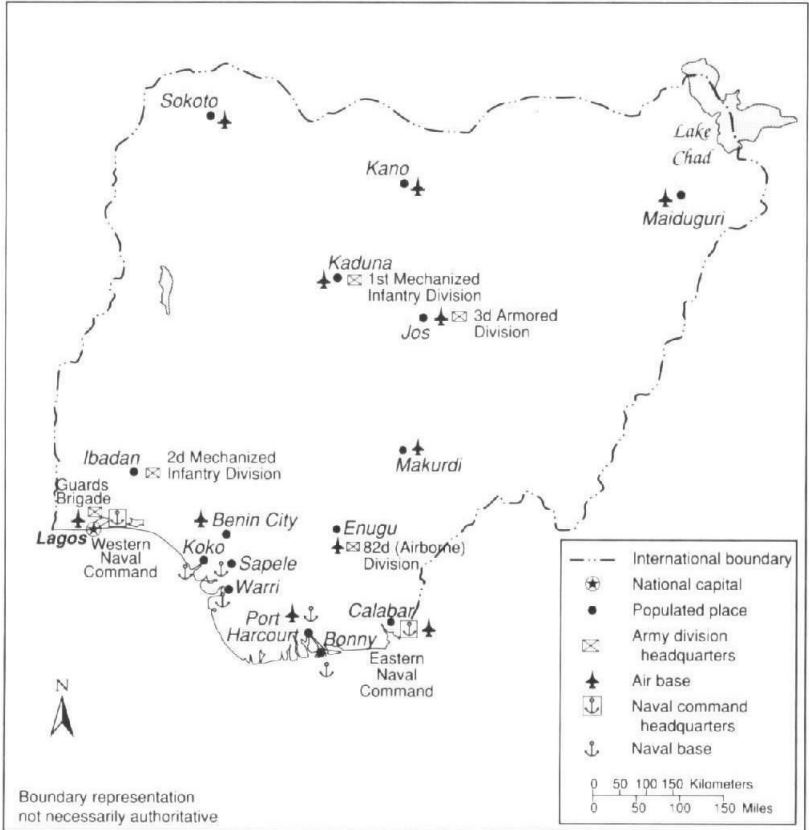 Sokoto
Lake
Chad
Kano
Maiduguri
Kaduna
1st Mechanized
Infantry Division
3d Armored
Division
Jos
Ibadan
2d Mechanized
Infantry Division
Makurdi
Guards
Brigade
Lagos
Western
Naval
Command
Benin City
Koko
Sapele
Warri
Enugu
82d (Airborne)
Division
Port
Harcourt
Bonny
Calabar
Eastern
Naval
Command
International boundary
National capital
Populated place
Army division
headquarters
Air base
Naval command
headquarters
Naval base
0 50 100 150 Kilometers
0 50 100 150 Miles
N
Boundary representation
not necessarily authoritative